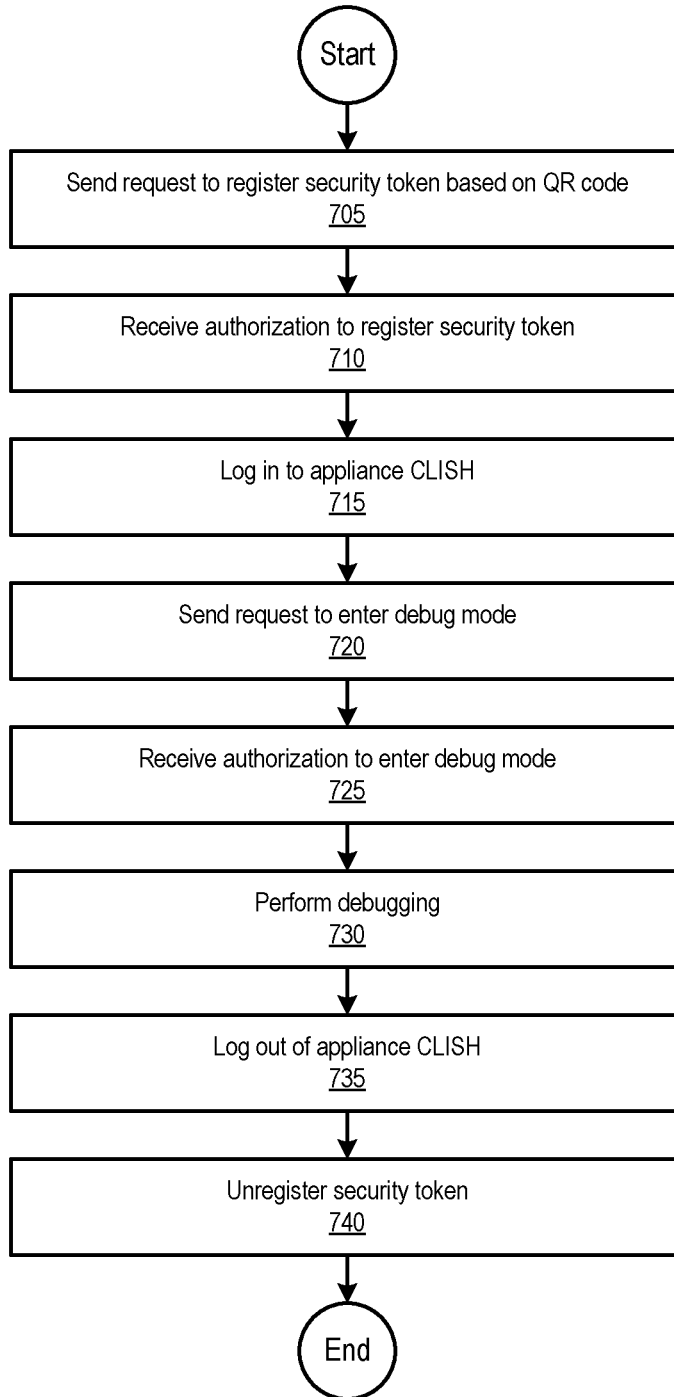 Start
Send request to register security token based on QR code
705
Receive authorization to register security token
710
Log in to appliance CLISH
715
Send request to enter debug mode
720
Receive authorization to enter debug mode
725
Perform debugging
730
Log out of appliance CLISH
735
Unregister security token
740
End